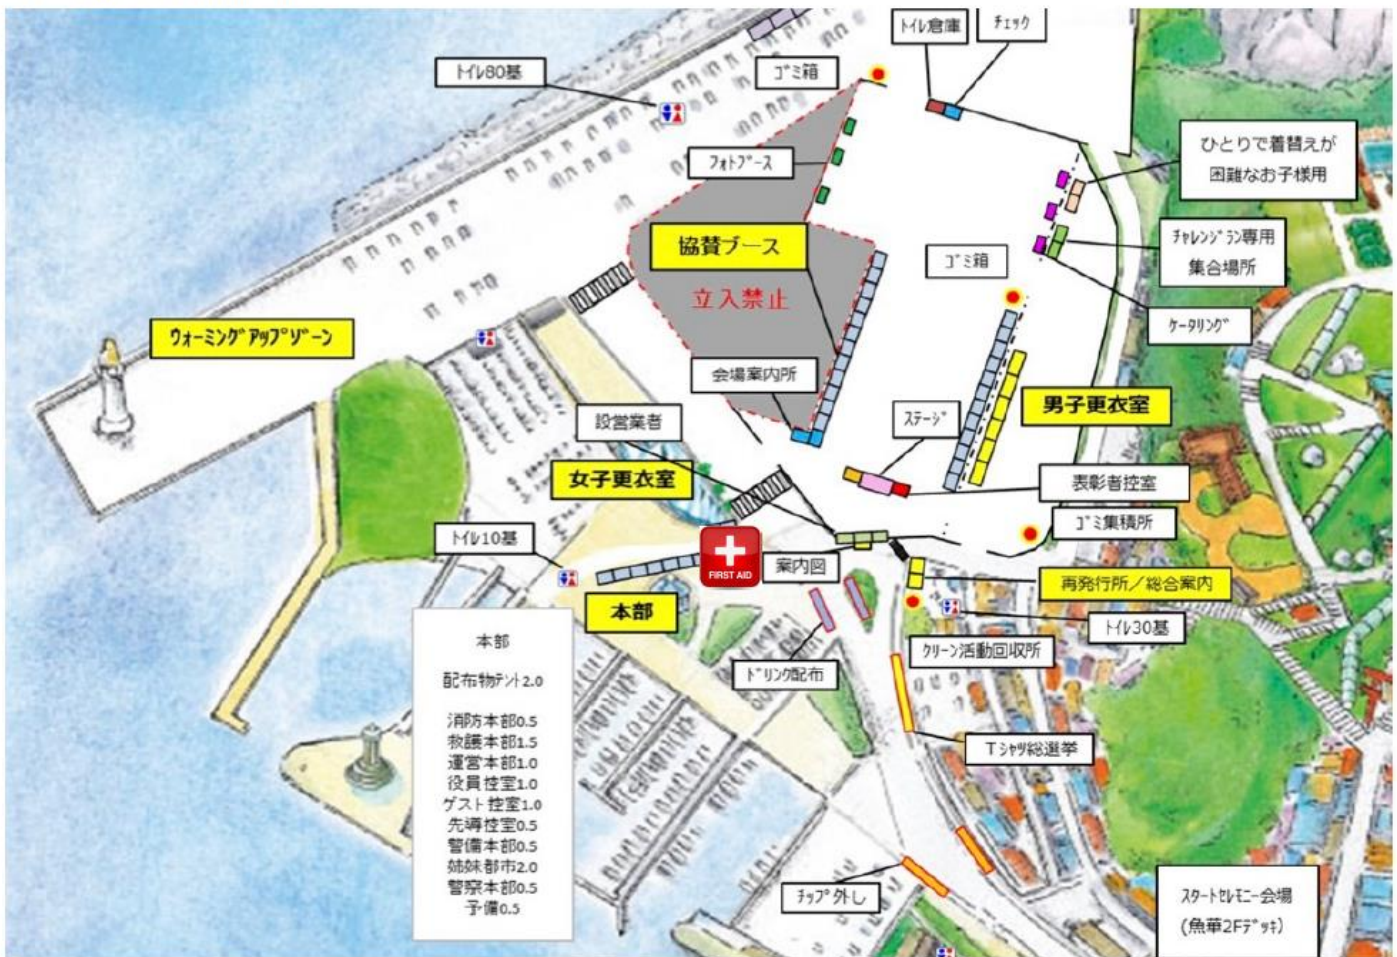 トイレ倉庫
チェック
トイレ80基
ゴミ箱
ひとりで着替えが
困難なお子様用
フォトブース
協賛ブース
チャレンジラン専用
集合場所
ゴミ箱
立入禁止
ケータリング
ウォーミングアップゾーン
会場案内所
設営業者
ステージ
男子更衣室
女子更衣室
表彰者控室
ゴミ集積所
トイレ10基
FIRST AID
案内図
再発行所／総合案内
本部
トイレ30基
クリーン活動回収所
ドリンク配布
Tシャツ総選挙
チップ外し
本部
配布物テント2.0
消防本部0.5
救護本部1.5
運営本部1.0
役員控室1.0
ゲスト控室1.0
先導控室0.5
警備本部0.5
姉妹都市2.0
警察本部0.5
予備0.5
スタートセレモニー会場
(魚華2Fデッキ)